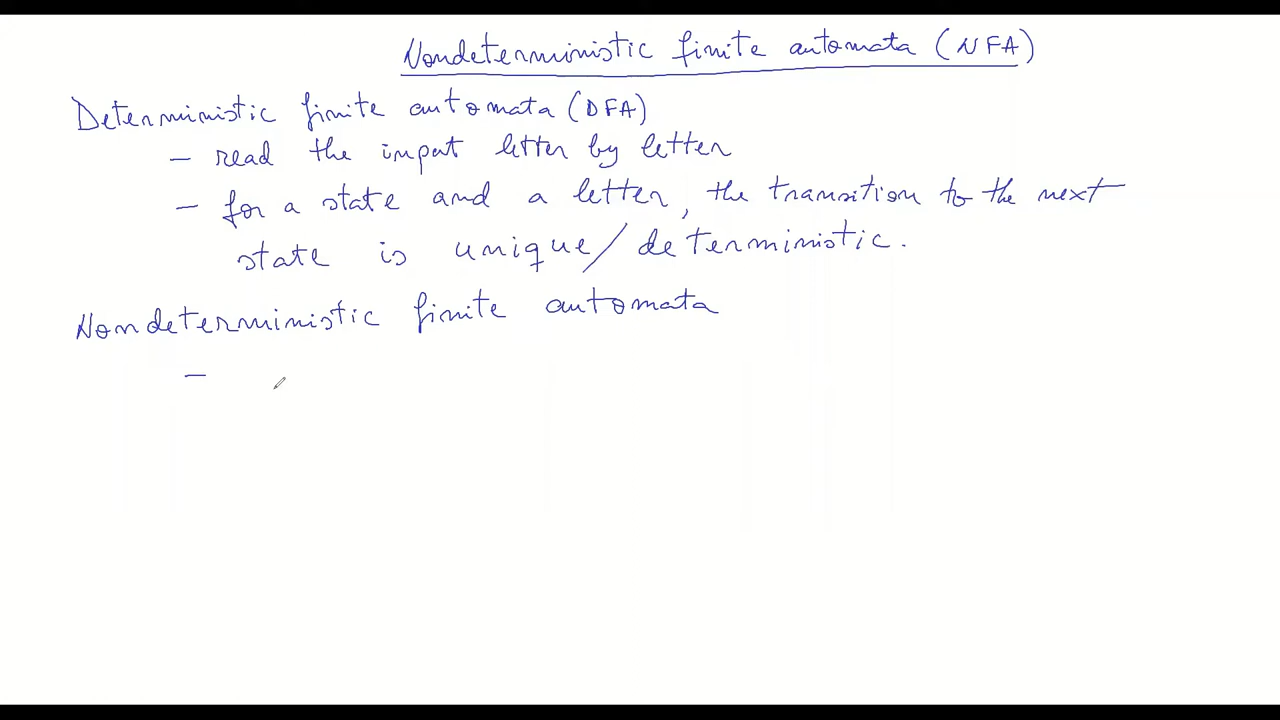 Nondeterministic finite automata (NFA)
Deterministic finite automata (DFA)
- read the input letter by letter
- for a state and a letter, the transition to the next
state is unique/deterministic.
Nondeterministic finite automata
-